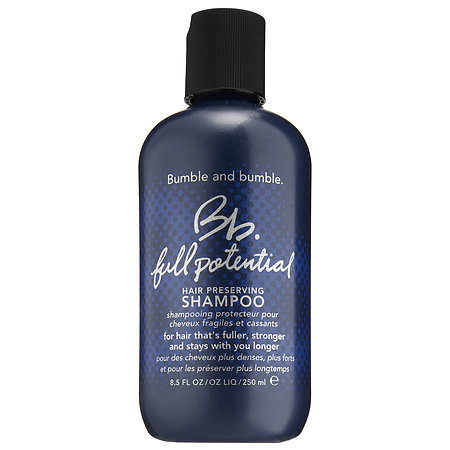 Bumble and bumble.
Bb.
full potential
HAIR PRESERVING
SHAMPOO
shampooing protecteur pour
cheveux fragiles et cassants
for hair that's fuller, stronger
and stays with you longer
pour des cheveux plus denses, plus forts
et pour les préserver plus longtemps
8.5 FL OZ/OZ LIQ/250 ml ℮